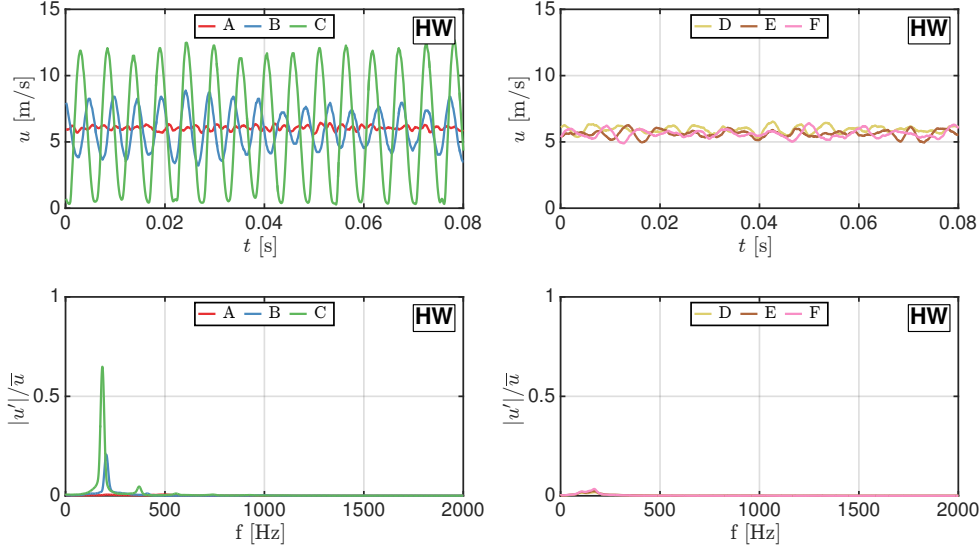 A B C
HW
15
10
5
0
u [m/s]
0 0.02 0.04 0.06 0.08
t [s]
D E F
HW
15
10
5
0
u [m/s]
0 0.02 0.04 0.06 0.08
t [s]
A B C
HW
1
0.5
0
|u′|/u̅
0 500 1000 1500 2000
f [Hz]
D E F
HW
1
0.5
0
|u′|/u̅
0 500 1000 1500 2000
f [Hz]